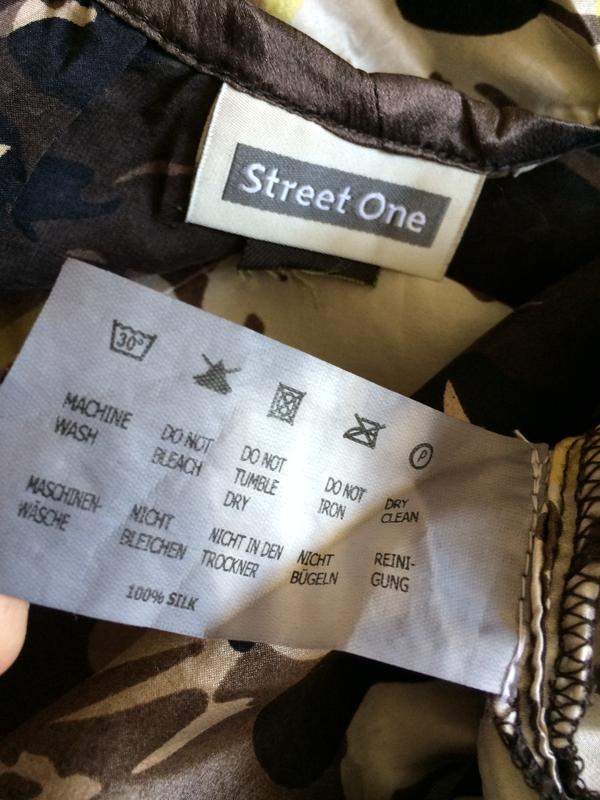 Street One
30°
P
MACHINE
WASH
DO NOT
BLEACH
DO NOT
TUMBLE
DRY
DO NOT
IRON
DRY
CLEAN
MASCHINEN-
WÄSCHE
NICHT
BLEICHEN
NICHT IN DEN
TROCKNER
NICHT
BÜGELN
REINI-
GUNG
100% SILK